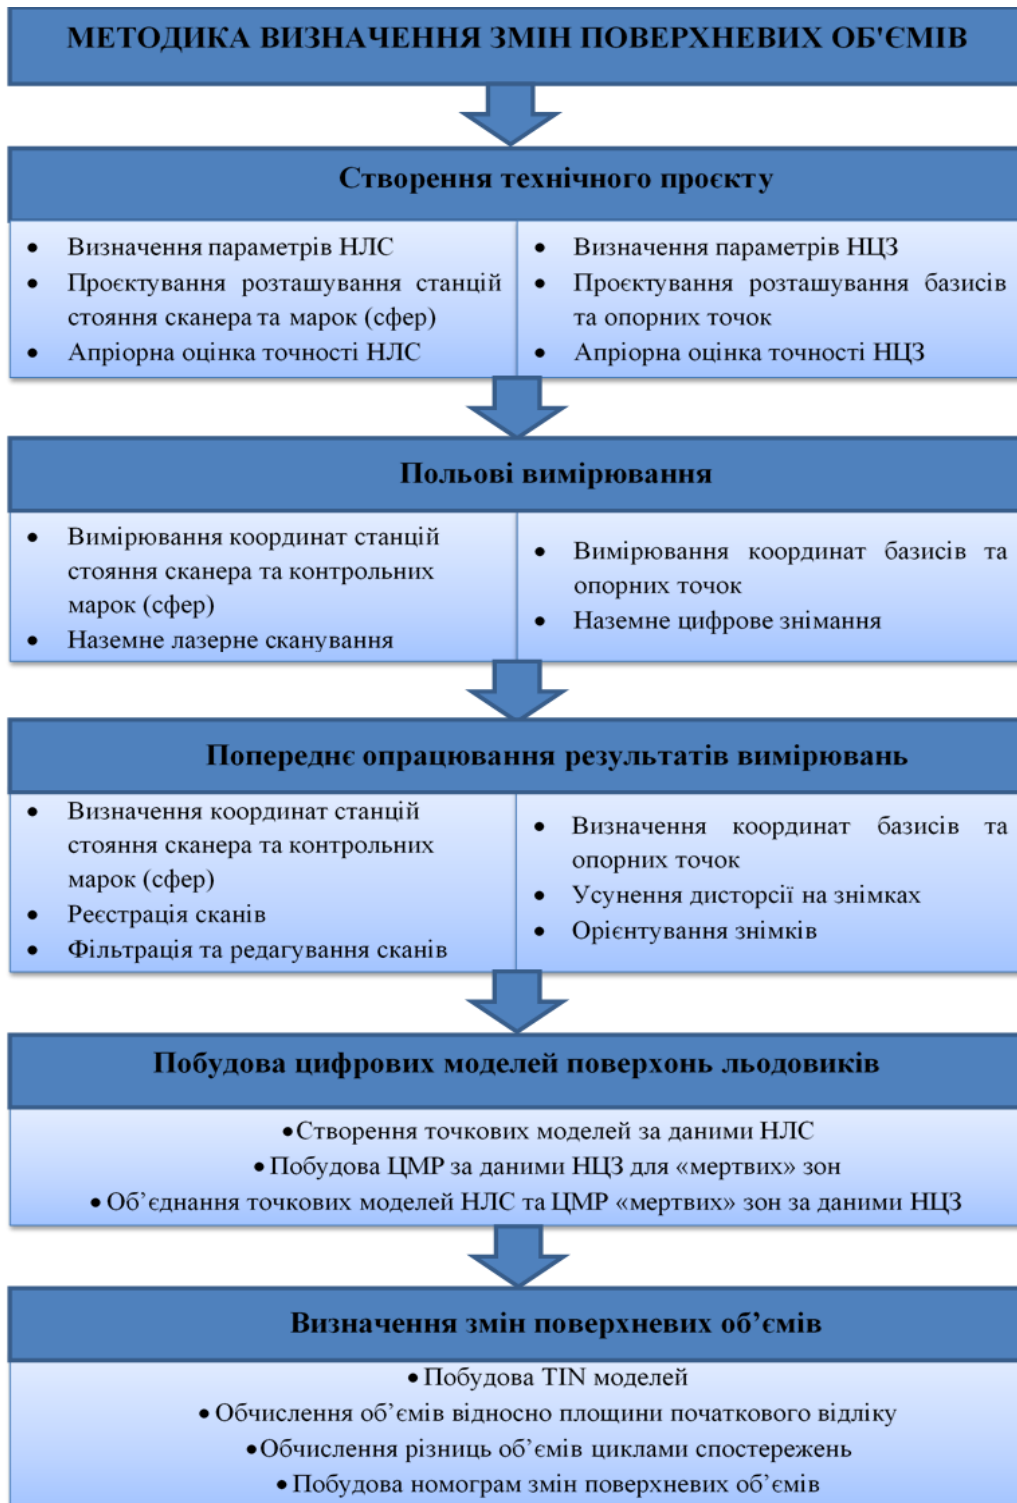 МЕТОДИКА ВИЗНАЧЕННЯ ЗМІН ПОВЕРХНЕВИХ ОБ'ЄМІВ
Створення технічного проєкту
• Визначення параметрів НЛС
• Проєктування розташування станцій
стояння сканера та марок (сфер)
• Апріорна оцінка точності НЛС
• Визначення параметрів НЦЗ
• Проєктування розташування базисів
та опорних точок
• Апріорна оцінка точності НЦЗ
Польові вимірювання
• Вимірювання координат станцій
стояння сканера та контрольних
марок (сфер)
• Наземне лазерне сканування
• Вимірювання координат базисів та
опорних точок
• Наземне цифрове знімання
Попереднє опрацювання результатів вимірювань
• Визначення координат станцій
стояння сканера та контрольних
марок (сфер)
• Реєстрація сканів
• Фільтрація та редагування сканів
• Визначення координат базисів та
опорних точок
• Усунення дисторсії на знімках
• Орієнтування знімків
Побудова цифрових моделей поверхонь льодовиків
• Створення точкових моделей за даними НЛС
• Побудова ЦМР за даними НЦЗ для «мертвих» зон
• Об’єднання точкових моделей НЛС та ЦМР «мертвих» зон за даними НЦЗ
Визначення змін поверхневих об’ємів
• Побудова TIN моделей
• Обчислення об’ємів відносно площини початкового відліку
• Обчислення різниць об’ємів циклами спостережень
• Побудова номограм змін поверхневих об’ємів